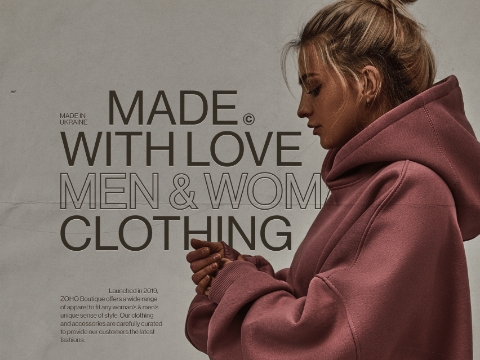 MADE IN
UKRAINE
MADE ©
WITH LOVE
MEN & WOM
CLOTHING
Launched in 2019,
ZOHO Boutique offers a wide range
of apparel to fit any woman's & men's
unique sense of style. Our clothing
and accessories are carefully curated
to provide our customers the latest
fashions.